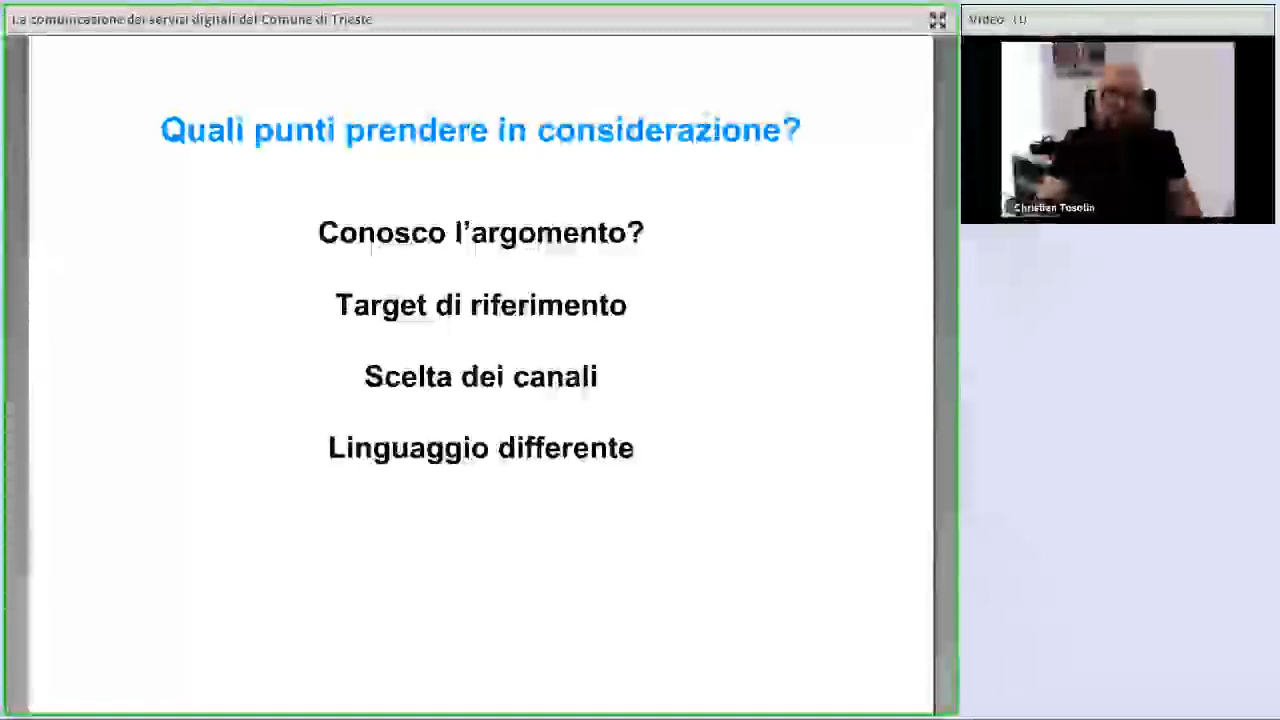 La comunicazione dei servizi digitali del Comune di Trieste
Video (1)
Quali punti prendere in considerazione?
Conosco l’argomento?
Target di riferimento
Scelta dei canali
Linguaggio differente
Christian Tosolin